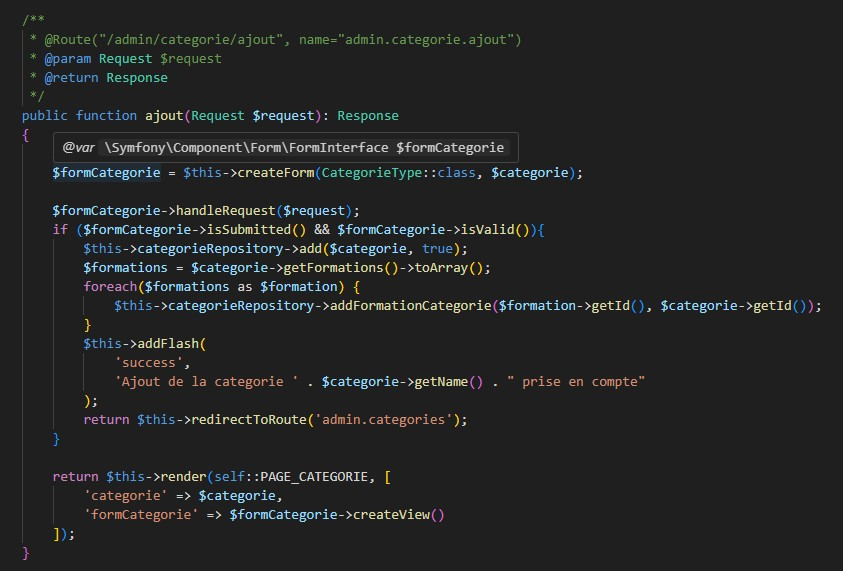 /**
 * @Route("/admin/categorie/ajout", name="admin.categorie.ajout")
 * @param Request $request
 * @return Response
 */
public function ajout(Request $request): Response
{
@var \Symfony\Component\Form\FormInterface $formCategorie
    $formCategorie = $this->createForm(CategorieType::class, $categorie);

    $formCategorie->handleRequest($request);
    if ($formCategorie->isSubmitted() && $formCategorie->isValid()){
        $this->categorieRepository->add($categorie, true);
        $formations = $categorie->getFormations()->toArray();
        foreach($formations as $formation) {
            $this->categorieRepository->addFormationCategorie($formation->getId(), $categorie->getId());
        }
        $this->addFlash(
            'success',
            'Ajout de la categorie ' . $categorie->getName() . " prise en compte"
        );
        return $this->redirectToRoute('admin.categories');
    }

    return $this->render(self::PAGE_CATEGORIE, [
        'categorie' => $categorie,
        'formCategorie' => $formCategorie->createView()
    ]);
}